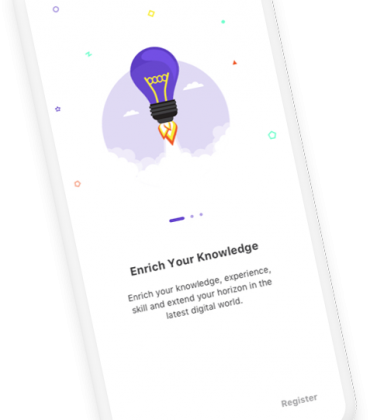 Enrich Your Knowledge
Enrich your knowledge, experience,
skill and extend your horizon in the
latest digital world.
Register